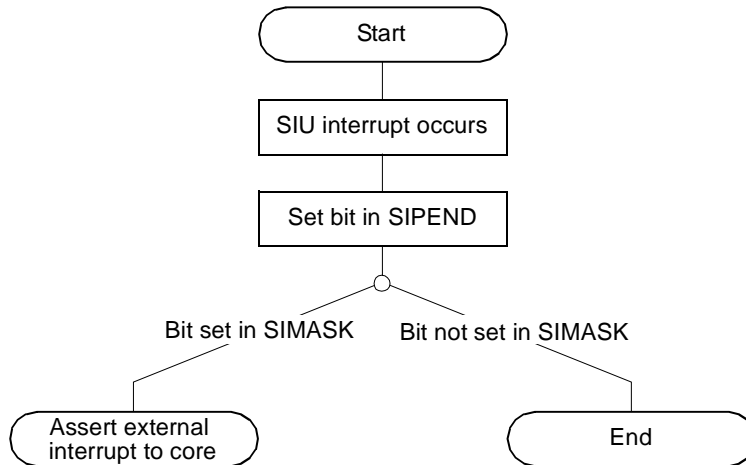 Start
SIU interrupt occurs
Set bit in SIPEND
Bit set in SIMASK
Bit not set in SIMASK
Assert external
interrupt to core
End